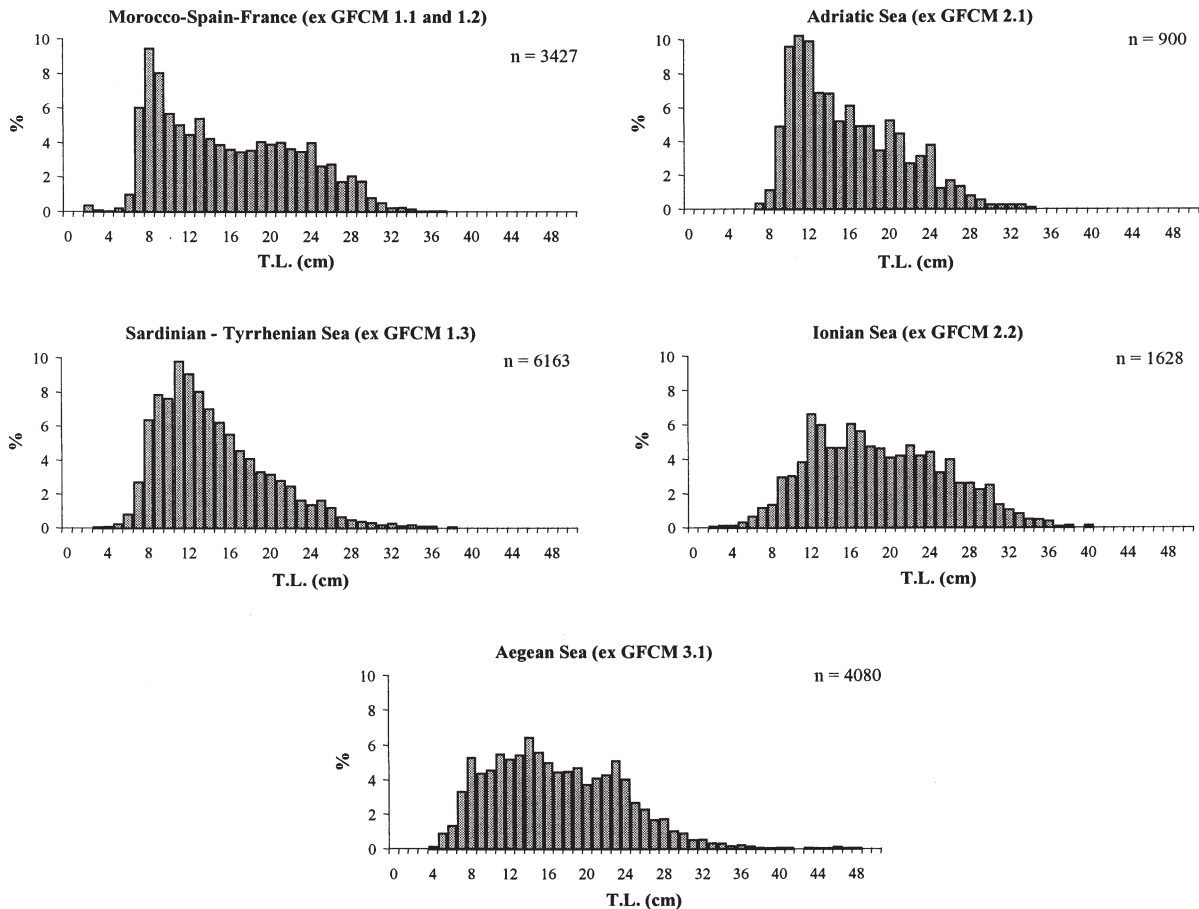 Morocco-Spain-France (ex GFCM 1.1 and 1.2)
n = 3427
%
10
8
6
4
2
0
0 4 8 12 16 20 24 28 32 36 40 44 48
T.L. (cm)
Adriatic Sea (ex GFCM 2.1)
n = 900
%
10
8
6
4
2
0
0 4 8 12 16 20 24 28 32 36 40 44 48
T.L. (cm)
Sardinian - Tyrrhenian Sea (ex GFCM 1.3)
n = 6163
%
10
8
6
4
2
0
0 4 8 12 16 20 24 28 32 36 40 44 48
T.L. (cm)
Ionian Sea (ex GFCM 2.2)
n = 1628
%
10
8
6
4
2
0
0 4 8 12 16 20 24 28 32 36 40 44 48
T.L. (cm)
Aegean Sea (ex GFCM 3.1)
n = 4080
%
10
8
6
4
2
0
0 4 8 12 16 20 24 28 32 36 40 44 48
T.L. (cm)